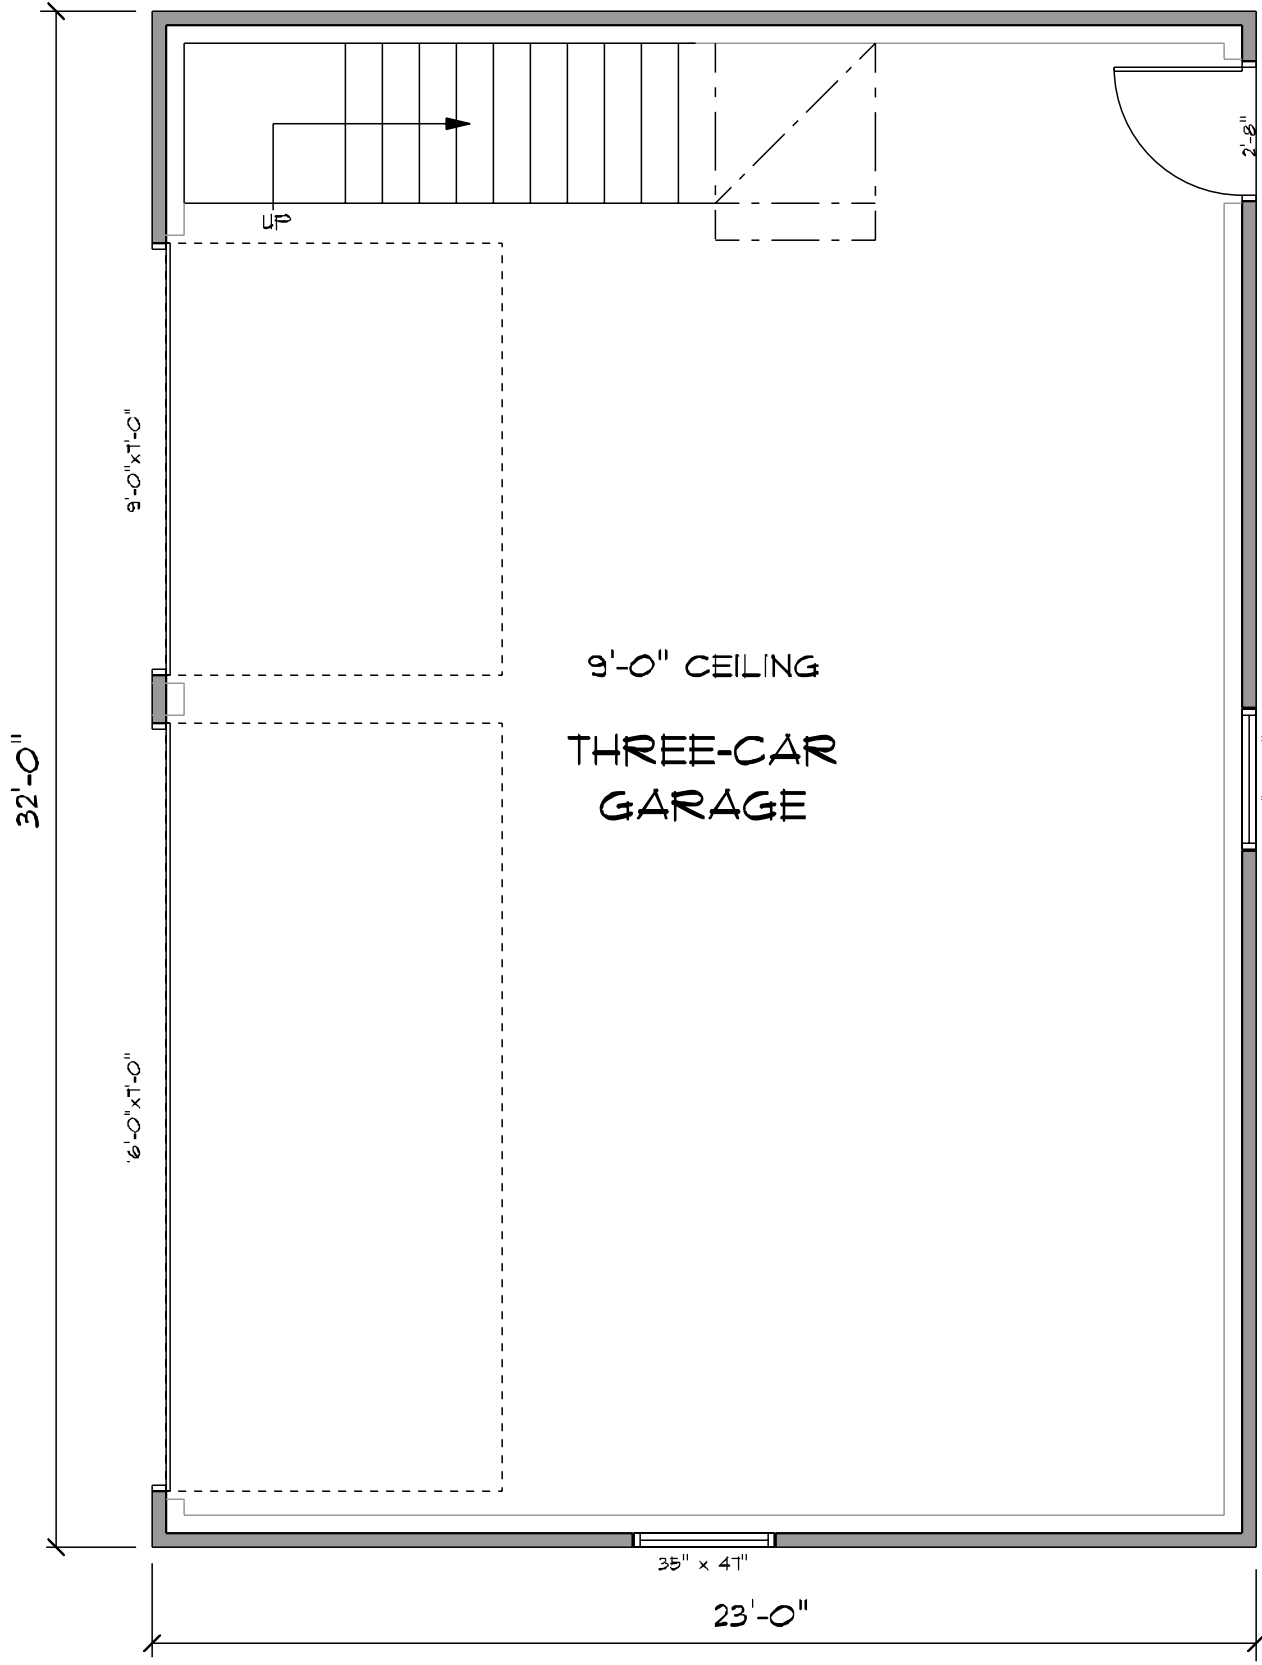 2'-8"
UP
9'-0"x7'-0"
9'-0" CEILING
THREE-CAR
GARAGE
32'-0"
6'-0"x7'-0"
35" x 47"
23'-0"